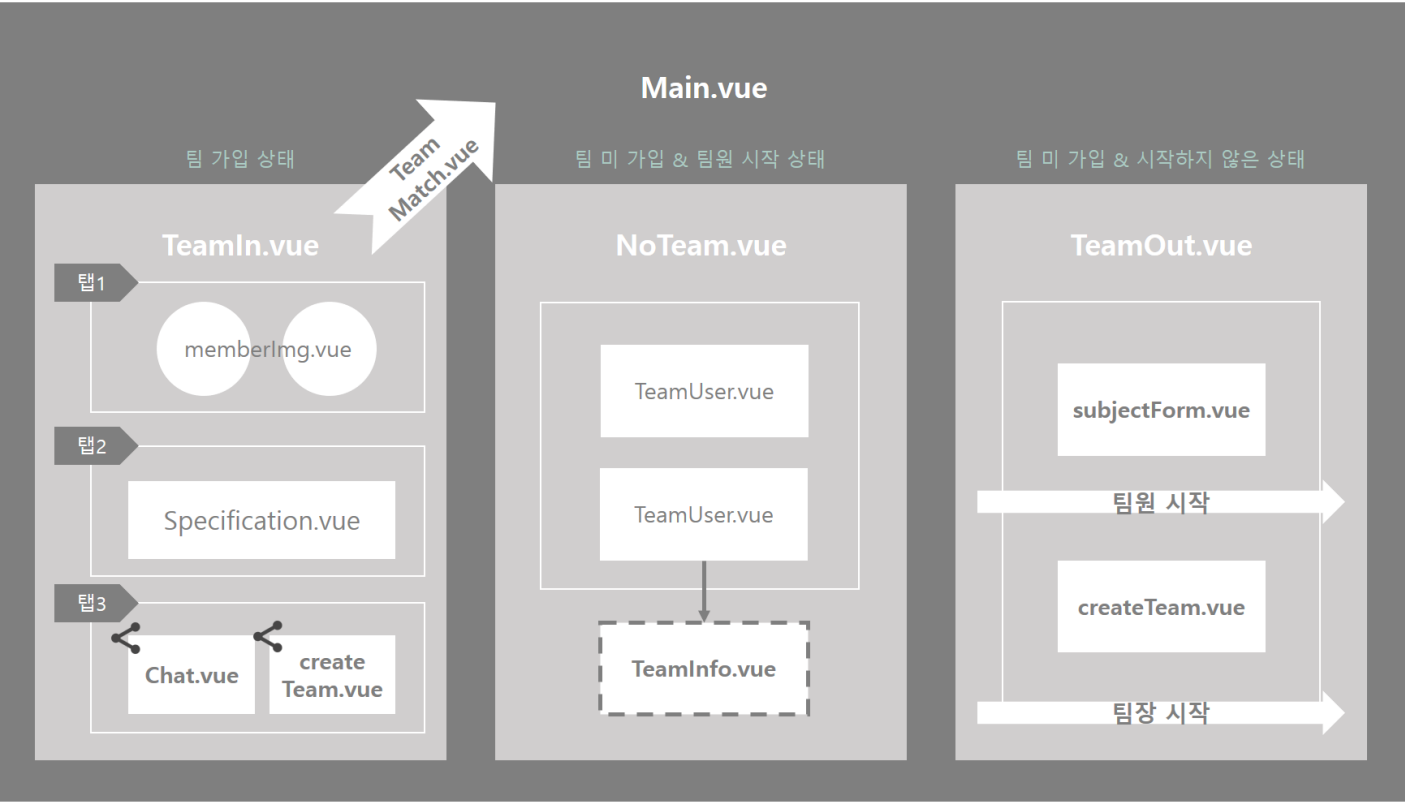 Main.vue
팀 가입 상태
Team
Match.vue
TeamIn.vue
탭1
memberImg.vue
탭2
Specification.vue
탭3
Chat.vue
create
Team.vue
팀 미 가입 & 팀원 시작 상태
NoTeam.vue
TeamUser.vue
TeamUser.vue
TeamInfo.vue
팀 미 가입 & 시작하지 않은 상태
TeamOut.vue
subjectForm.vue
팀원 시작
createTeam.vue
팀장 시작